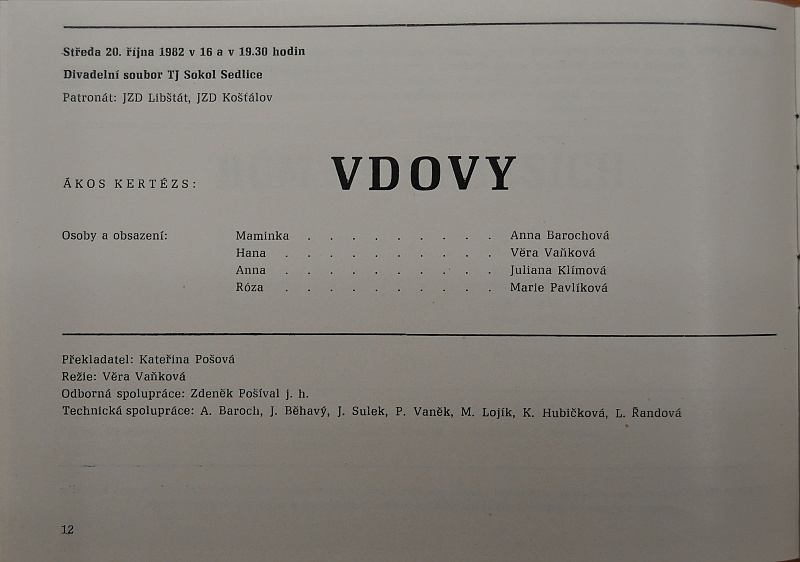 Středa 20. října 1982 v 16 a v 19.30 hodin
Divadelní soubor TJ Sokol Sedlice
Patronát: JZD Libštát, JZD Košťálov
ÁKOS KERTÉZS: VDOVY
Osoby a obsazení: Maminka . . . . . . . . . Anna Barochová
Hana . . . . . . . . . . Věra Vaňková
Anna . . . . . . . . . . Juliana Klímová
Róza . . . . . . . . . . Marie Pavlíková
Překladatel: Kateřina Pošová
Režie: Věra Vaňková
Odborná spolupráce: Zdeněk Pošíval j. h.
Technická spolupráce: A. Baroch, J. Běhavý, J. Sulek, P. Vaněk, M. Lojík, K. Hubičková, L. Řandová
12